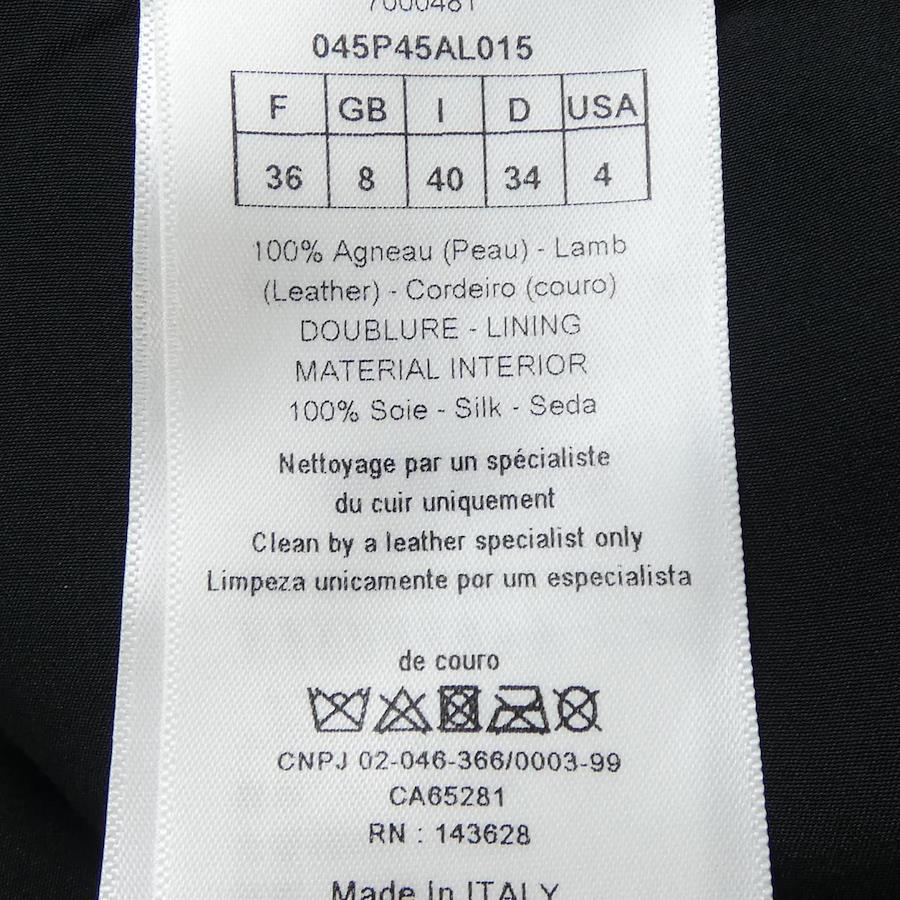 7000481
045P45AL015
F GB I D USA
36 8 40 34 4
100% Agneau (Peau) - Lamb
(Leather) - Cordeiro (couro)
DOUBLURE - LINING
MATERIAL INTERIOR
100% Soie - Silk - Seda
Nettoyage par un spécialiste
du cuir uniquement
Clean by a leather specialist only
Limpeza unicamente por um especialista
de couro
CNPJ 02-046-366/0003-99
CA65281
RN : 143628
Made In ITALY